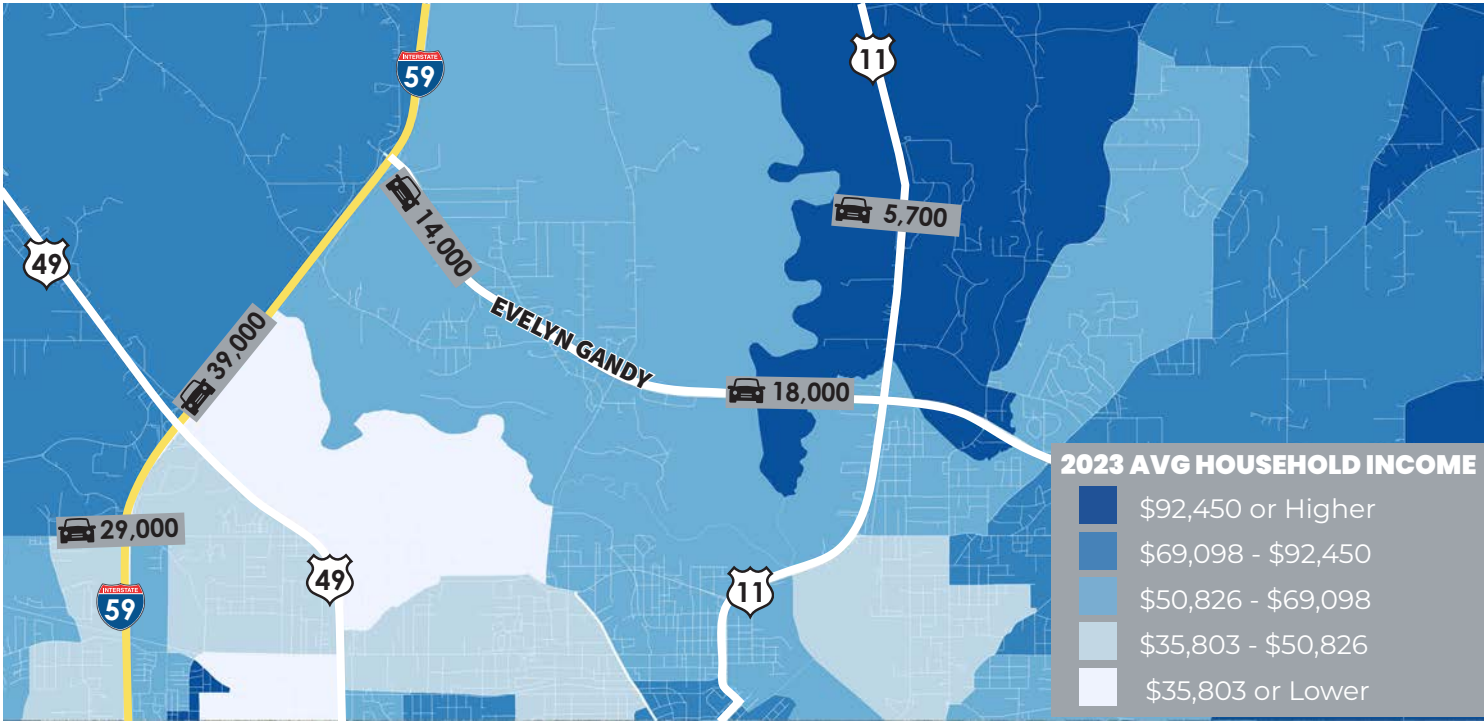 INTERSTATE
59
11
14,000
5,700
49
EVELYN GANDY
39,000
18,000
2023 AVG HOUSEHOLD INCOME
$92,450 or Higher
$69,098 - $92,450
$50,826 - $69,098
$35,803 - $50,826
$35,803 or Lower
29,000
49
11
INTERSTATE
59